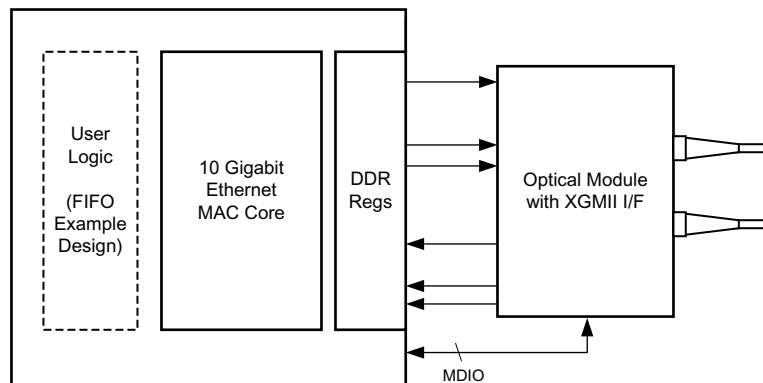 User
Logic
(FIFO
Example
Design)
10 Gigabit
Ethernet
MAC Core
DDR
Regs
Optical Module
with XGMII I/F
MDIO